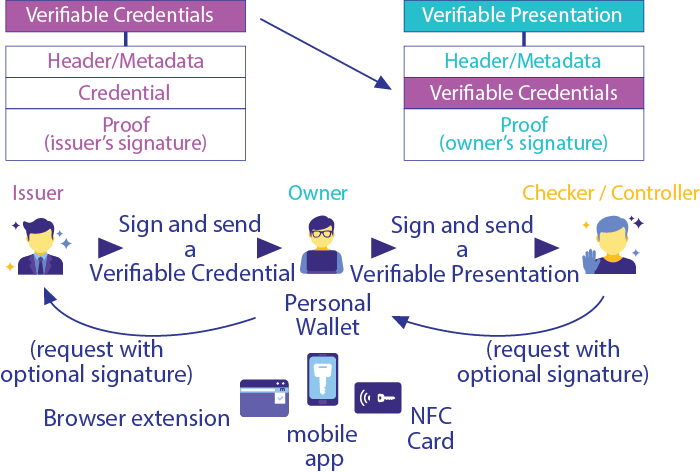 Verifiable Credentials
Header/Metadata
Credential
Proof
(issuer's signature)
Verifiable Presentation
Header/Metadata
Verifiable Credentials
Proof
(owner's signature)
Issuer
Owner
Checker / Controller
Sign and send
a
Verifiable Credential
Sign and send
a
Verifiable Presentation
Personal
Wallet
(request with
optional signature)
(request with
optional signature)
Browser extension
mobile
app
NFC
Card